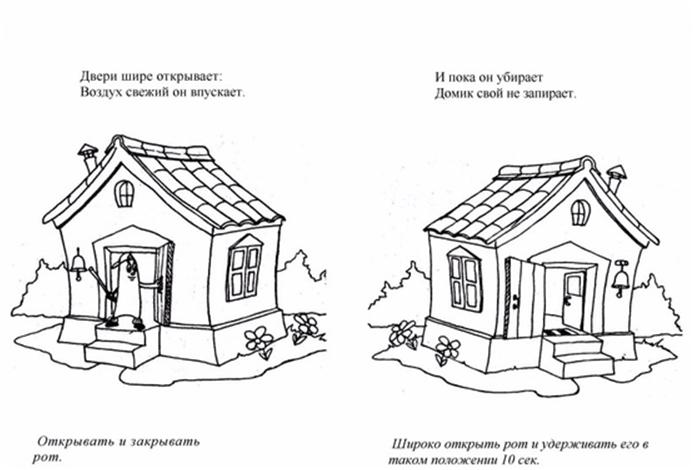 Двери шире открывает:
Воздух свежий он впускает.
И пока он убирает
Домик свой не запирает.
Открывать и закрывать
рот.
Широко открыть рот и удерживать его в
таком положении 10 сек.